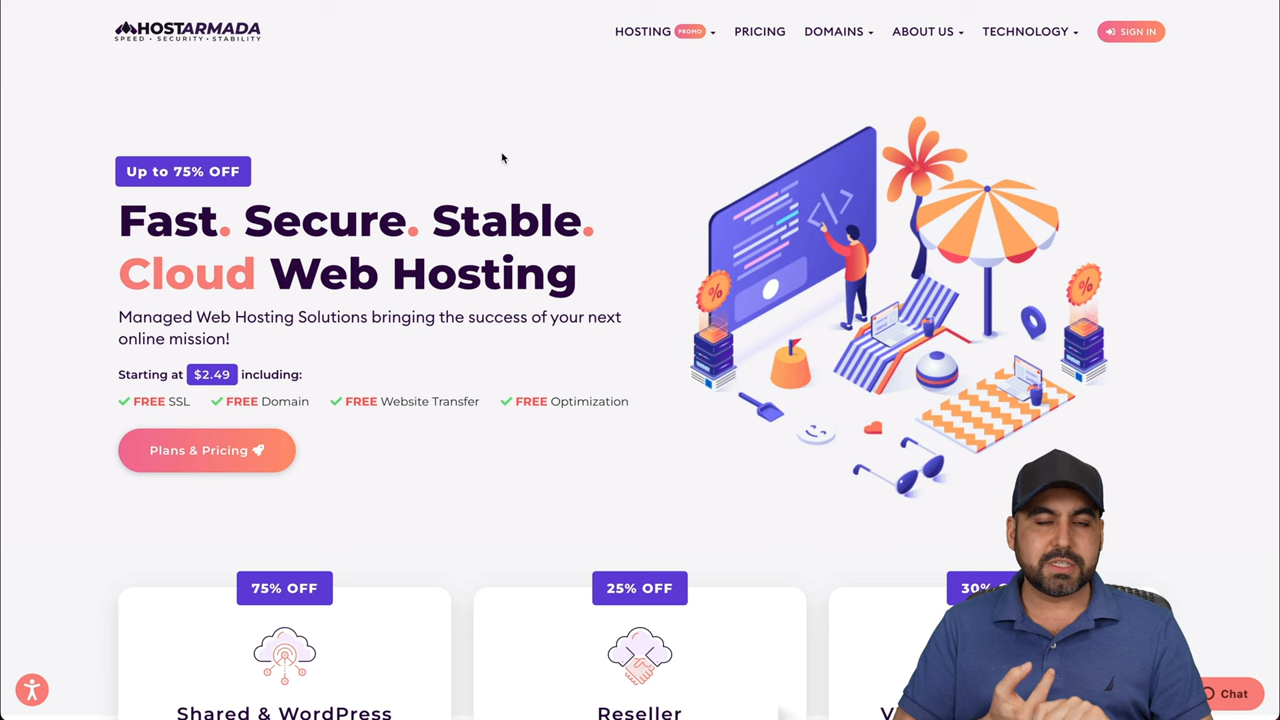 HOSTARMADA
SPEED • SECURITY • STABILITY
HOSTING PROMO
PRICING
DOMAINS
ABOUT US
TECHNOLOGY
SIGN IN
Up to 75% OFF
Fast. Secure. Stable.
Cloud Web Hosting
Managed Web Hosting Solutions bringing the success of your next
online mission!
Starting at $2.49 including:
FREE SSL FREE Domain FREE Website Transfer FREE Optimization
Plans & Pricing
75% OFF
25% OFF
30%
Shared & WordPress
Reseller
Chat